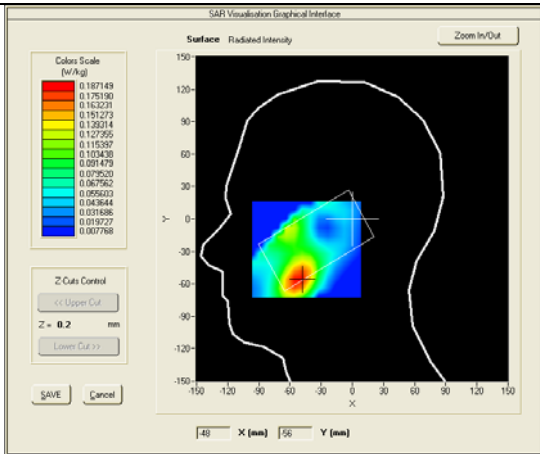 SAR Visualisation Graphical Interface
Surface Radiated Intensity
Zoom In/Out
Colors Scale
(W/kg)
0.187149
0.175190
0.163231
0.151273
0.139314
0.127355
0.115397
0.103438
0.091479
0.079520
0.067562
0.055603
0.043644
0.031686
0.019727
0.007768
150
120
90
60
30
Y
0
-30
-60
-90
-120
-150
-150 -120 -90 -60 -30 0 30 60 90 120 150
X
Z-Cuts Control
<< Upper Cut
Z = 0.2 mm
Lower Cut >>
SAVE Cancel
-48 X (mm) -56 Y (mm)